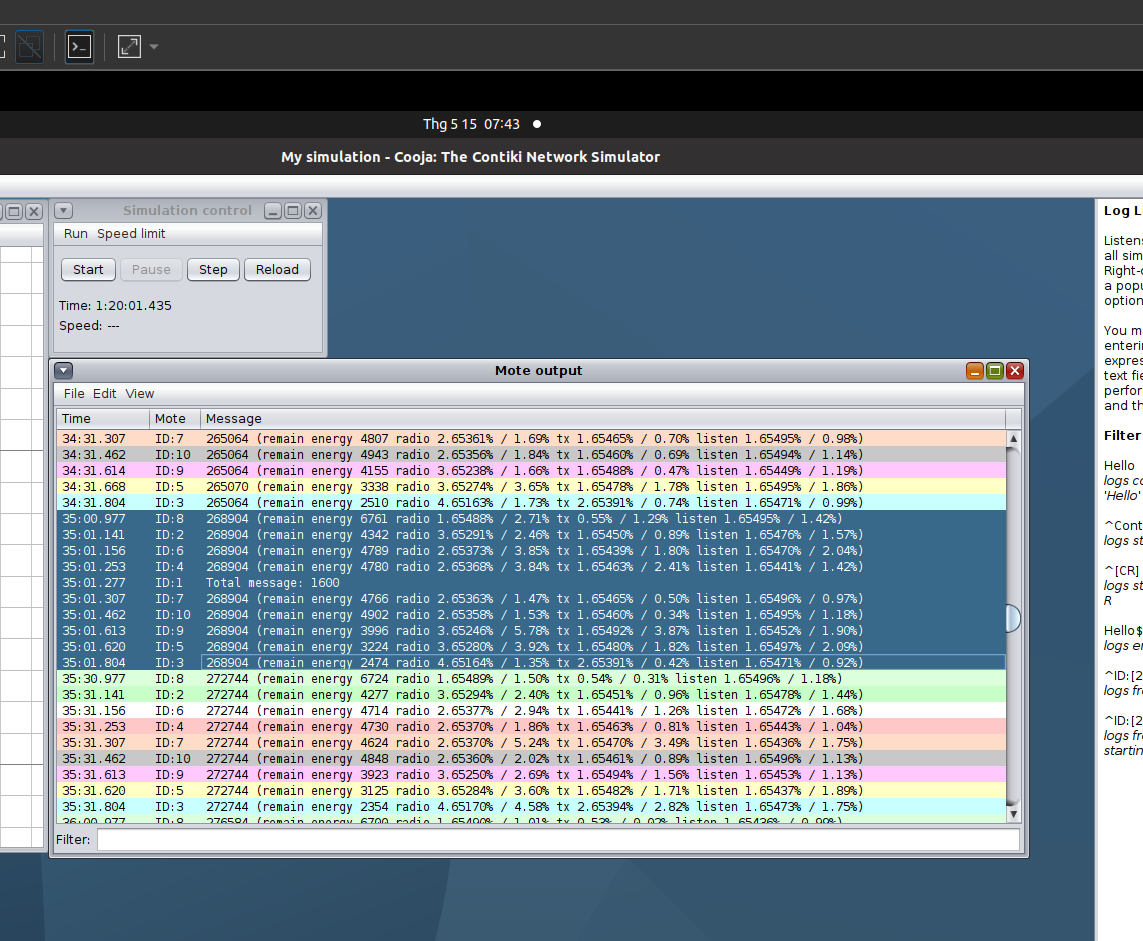 Thg 5 15 07:43
My simulation - Cooja: The Contiki Network Simulator
Simulation control
Run Speed limit
Start Pause Step Reload
Time: 1:20:01.435
Speed: ---
Mote output
File Edit View
Time Mote Message
34:31.307 ID:7 265064 (remain energy 4807 radio 2.65361% / 1.69% tx 1.65465% / 0.70% listen 1.65495% / 0.98%)
34:31.462 ID:10 265064 (remain energy 4943 radio 2.65356% / 1.84% tx 1.65460% / 0.69% listen 1.65494% / 1.14%)
34:31.614 ID:9 265064 (remain energy 4155 radio 3.65238% / 1.66% tx 1.65488% / 0.47% listen 1.65449% / 1.19%)
34:31.668 ID:5 265070 (remain energy 3338 radio 3.65274% / 3.65% tx 1.65478% / 1.78% listen 1.65495% / 1.86%)
34:31.804 ID:3 265064 (remain energy 2510 radio 4.65163% / 1.73% tx 2.65391% / 0.74% listen 1.65471% / 0.99%)
35:00.977 ID:8 268904 (remain energy 6761 radio 1.65488% / 2.71% tx 0.55% / 1.29% listen 1.65495% / 1.42%)
35:01.141 ID:2 268904 (remain energy 4342 radio 3.65291% / 2.46% tx 1.65450% / 0.89% listen 1.65476% / 1.57%)
35:01.156 ID:6 268904 (remain energy 4789 radio 2.65373% / 3.85% tx 1.65439% / 1.80% listen 1.65470% / 2.04%)
35:01.253 ID:4 268904 (remain energy 4780 radio 2.65368% / 3.84% tx 1.65463% / 2.41% listen 1.65441% / 1.42%)
35:01.277 ID:1 Total message: 1600
35:01.307 ID:7 268904 (remain energy 4766 radio 2.65363% / 1.47% tx 1.65465% / 0.50% listen 1.65496% / 0.97%)
35:01.462 ID:10 268904 (remain energy 4902 radio 2.65358% / 1.53% tx 1.65460% / 0.34% listen 1.65495% / 1.18%)
35:01.613 ID:9 268904 (remain energy 3996 radio 3.65246% / 5.78% tx 1.65492% / 3.87% listen 1.65452% / 1.90%)
35:01.620 ID:5 268904 (remain energy 3224 radio 3.65280% / 3.92% tx 1.65480% / 1.82% listen 1.65497% / 2.09%)
35:01.804 ID:3 268904 (remain energy 2474 radio 4.65164% / 1.35% tx 2.65391% / 0.42% listen 1.65471% / 0.92%)
35:30.977 ID:8 272744 (remain energy 6724 radio 1.65489% / 1.50% tx 0.54% / 0.31% listen 1.65496% / 1.18%)
35:31.141 ID:2 272744 (remain energy 4277 radio 3.65294% / 2.40% tx 1.65451% / 0.96% listen 1.65478% / 1.44%)
35:31.156 ID:6 272744 (remain energy 4714 radio 2.65377% / 2.94% tx 1.65441% / 1.26% listen 1.65472% / 1.68%)
35:31.253 ID:4 272744 (remain energy 4730 radio 2.65370% / 1.86% tx 1.65463% / 0.81% listen 1.65443% / 1.04%)
35:31.307 ID:7 272744 (remain energy 4624 radio 2.65370% / 5.24% tx 1.65470% / 3.49% listen 1.65436% / 1.75%)
35:31.462 ID:10 272744 (remain energy 4848 radio 2.65360% / 2.02% tx 1.65461% / 0.89% listen 1.65496% / 1.13%)
35:31.613 ID:9 272744 (remain energy 3923 radio 3.65250% / 2.69% tx 1.65494% / 1.56% listen 1.65453% / 1.13%)
35:31.620 ID:5 272744 (remain energy 3125 radio 3.65284% / 3.60% tx 1.65482% / 1.71% listen 1.65437% / 1.89%)
35:31.804 ID:3 272744 (remain energy 2354 radio 4.65170% / 4.58% tx 2.65394% / 2.82% listen 1.65473% / 1.75%)
36:00.977 ID:8 276584 (remain energy 6700 radio 1.65490% / 1.01% tx 0.53% / 0.02% listen 1.65436% / 0.99%)
Filter:
Log L
Listens
all sim
Right-c
a popu
option
You m
enteri
expres
text fie
perfor
and th
Filter
Hello
logs co
'Hello'
^Cont
logs st
^[CR]
logs st
R
Hello$
logs en
^ID:[2
logs fro
^ID:[2
logs fro
startin